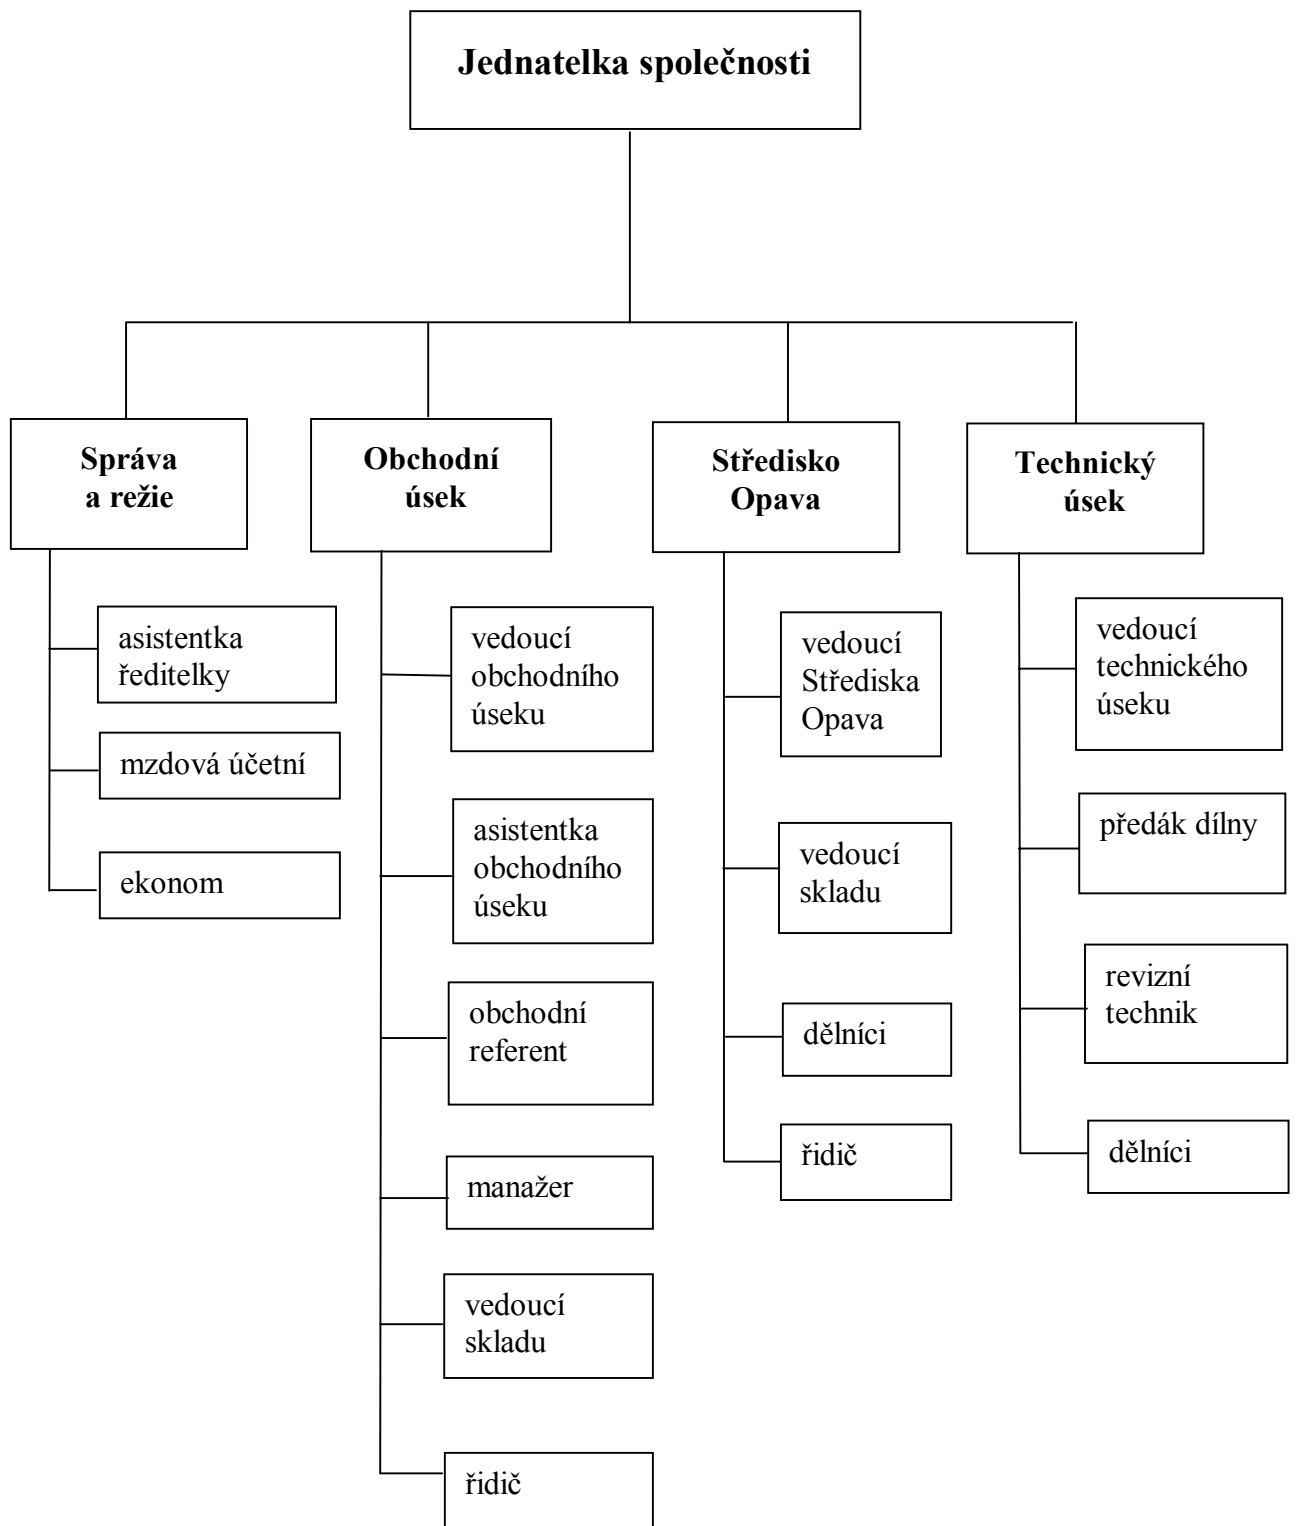 Jednatelka společnosti
Správa
a režie
Obchodní
úsek
Středisko
Opava
Technický
úsek
asistentka
ředitelky
mzdová účetní
ekonom
vedoucí
obchodního
úseku
asistentka
obchodního
úseku
obchodní
referent
manažer
vedoucí
skladu
řidič
vedoucí
Střediska
Opava
vedoucí
skladu
dělníci
řidič
vedoucí
technického
úseku
předák dílny
revizní
technik
dělníci